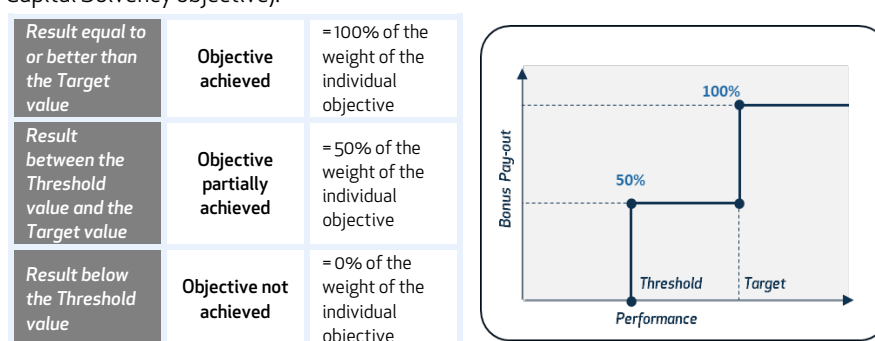 Capital Solvency objective).
Result equal to
or better than
the Target
value
Objective
achieved
= 100% of the
weight of the
individual
objective
Result
between the
Threshold
value and the
Target value
Objective
partially
achieved
= 50% of the
weight of the
individual
objective
Result below
the Threshold
value
Objective not
achieved
= 0% of the
weight of the
individual
objective
100%
50%
Bonus Pay-out
Threshold
Target
Performance